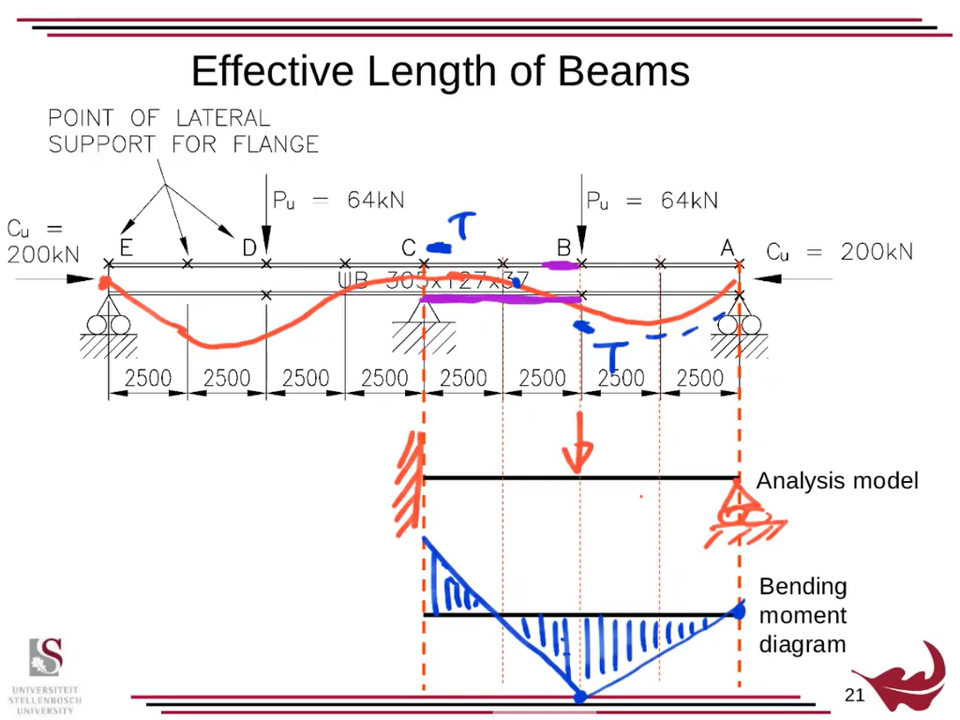 Effective Length of Beams
POINT OF LATERAL
SUPPORT FOR FLANGE
Pu = 64kN
Pu = 64kN
T
Cu =
200kN
E
D
C
B
A
Cu = 200kN
WB 305x127x37
T
2500
2500
2500
2500
2500
2500
2500
2500
Analysis model
Bending
moment
diagram
S
UNIVERSITEIT
STELLENBOSCH
UNIVERSITY
21